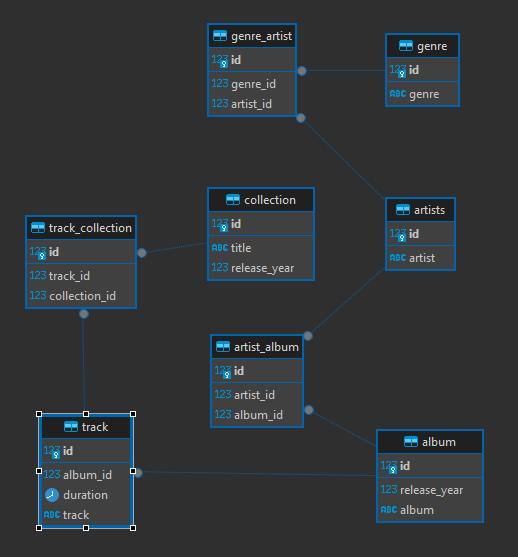 genre_artist
123 id
123 genre_id
123 artist_id
genre
123 id
ABC genre
collection
123 id
ABC title
123 release_year
artists
123 id
ABC artist
track_collection
123 id
123 track_id
123 collection_id
artist_album
123 id
123 artist_id
123 album_id
track
123 id
123 album_id
duration
ABC track
album
123 id
123 release_year
ABC album